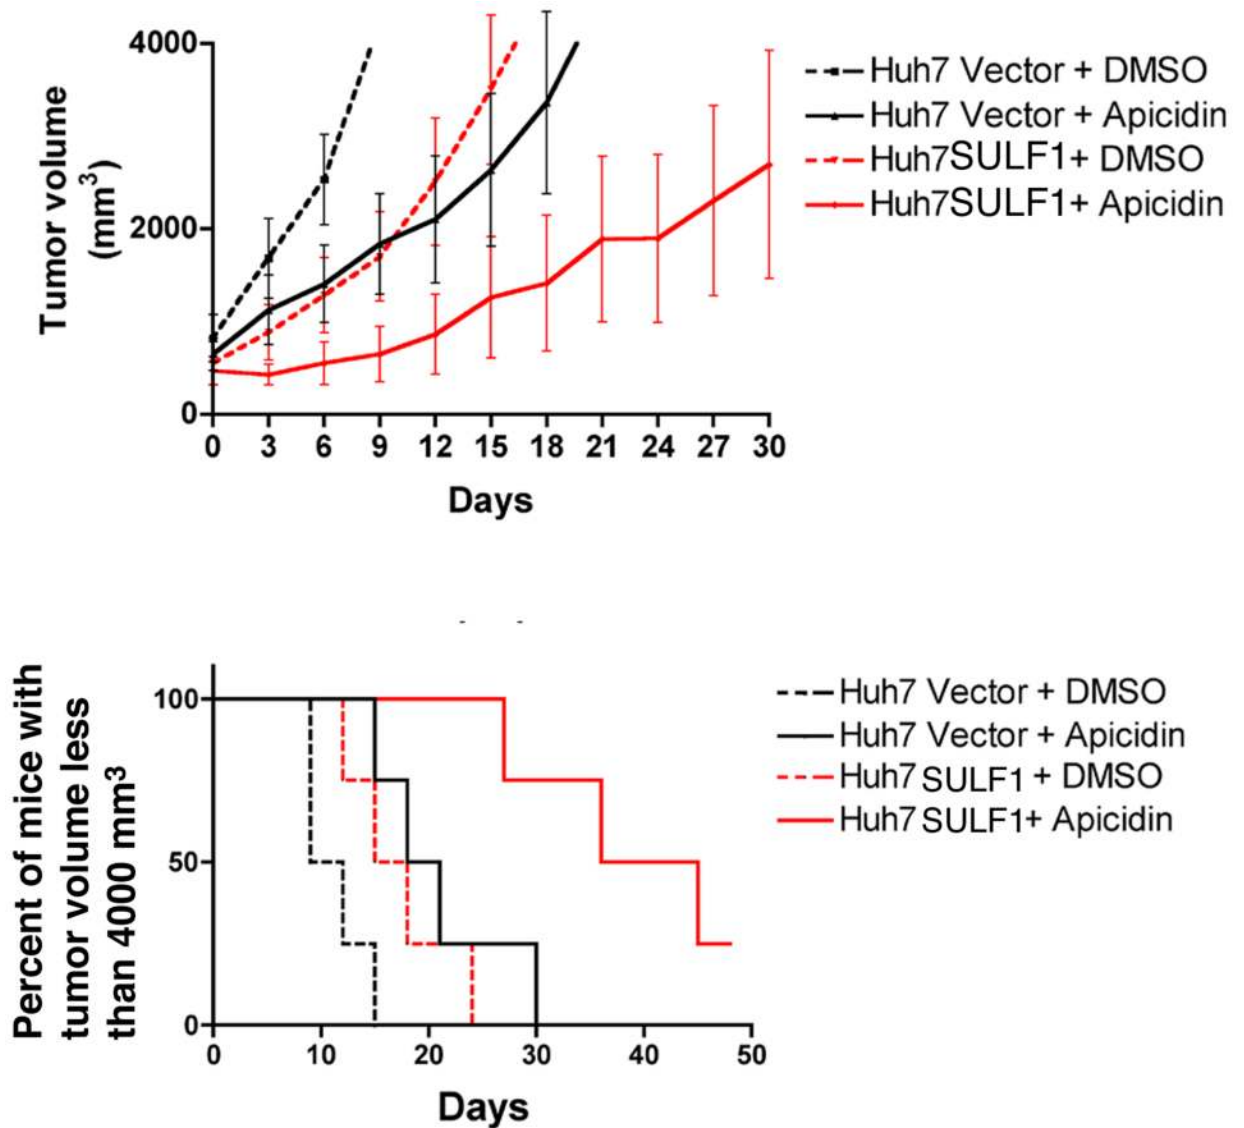 4000
2000
0
Tumor volume
(mm³)
0 3 6 9 12 15 18 21 24 27 30
Days
Huh7 Vector + DMSO
Huh7 Vector + Apicidin
Huh7SULF1+ DMSO
Huh7SULF1+ Apicidin
100
50
0
Percent of mice with
tumor volume less
than 4000 mm³
0 10 20 30 40 50
Days
Huh7 Vector + DMSO
Huh7 Vector + Apicidin
Huh7 SULF1 + DMSO
Huh7 SULF1+ Apicidin